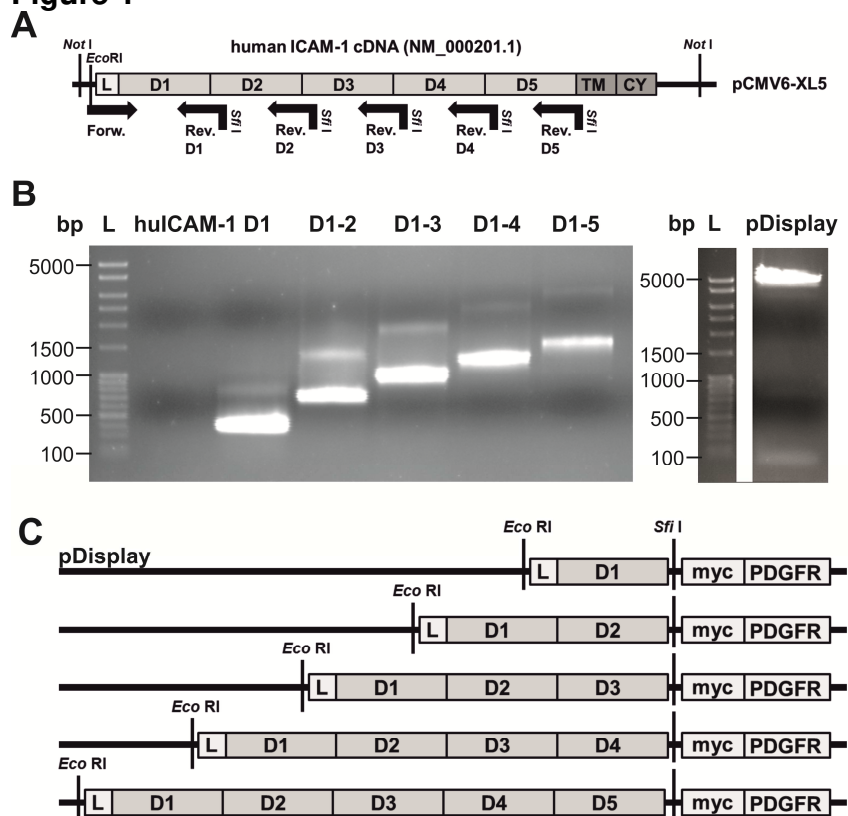 Figure 1
A
Not I
EcoRI
human ICAM-1 cDNA (NM_000201.1)
Not I
L D1 D2 D3 D4 D5 TM CY
pCMV6-XL5
Forw.
Rev. D1
Sfi I
Rev. D2
Sfi I
Rev. D3
Sfi I
Rev. D4
Sfi I
Rev. D5
Sfi I
B
bp L huICAM-1 D1 D1-2 D1-3 D1-4 D1-5
5000
1500
1000
500
100
bp L pDisplay
5000
1500
1000
500
100
C
pDisplay
Eco RI
Sfi I
L D1 myc PDGFR
Eco RI
L D1 D2 myc PDGFR
Eco RI
L D1 D2 D3 myc PDGFR
Eco RI
L D1 D2 D3 D4 myc PDGFR
Eco RI
L D1 D2 D3 D4 D5 myc PDGFR